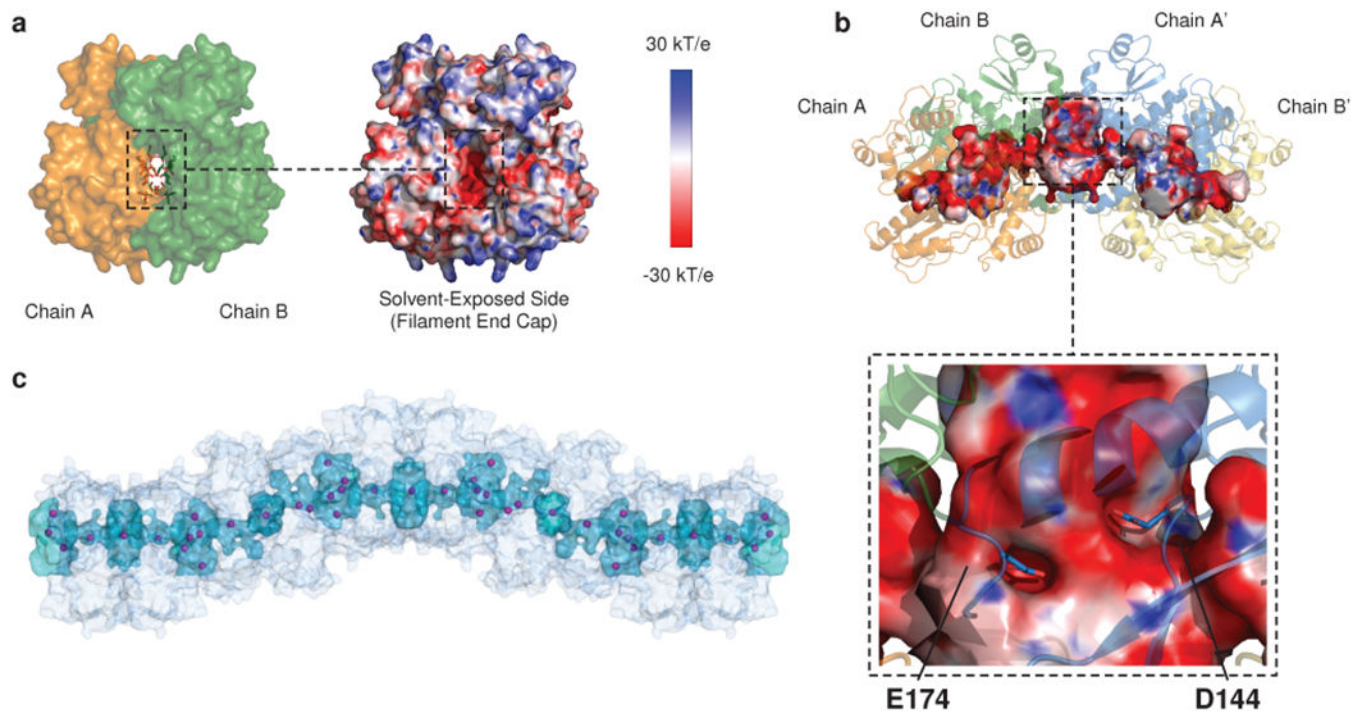 a
30 kT/e
-30 kT/e
Chain A
Chain B
Solvent-Exposed Side
(Filament End Cap)
b
Chain B
Chain A'
Chain A
Chain B'
E174
D144
c